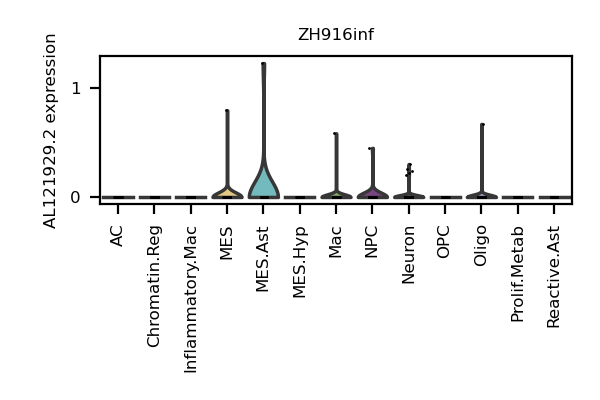 ZH916inf
AL121929.2 expression
1
0
AC
Chromatin.Reg
Inflammatory.Mac
MES
MES.Ast
MES.Hyp
Mac
NPC
Neuron
OPC
Oligo
Prolif.Metab
Reactive.Ast